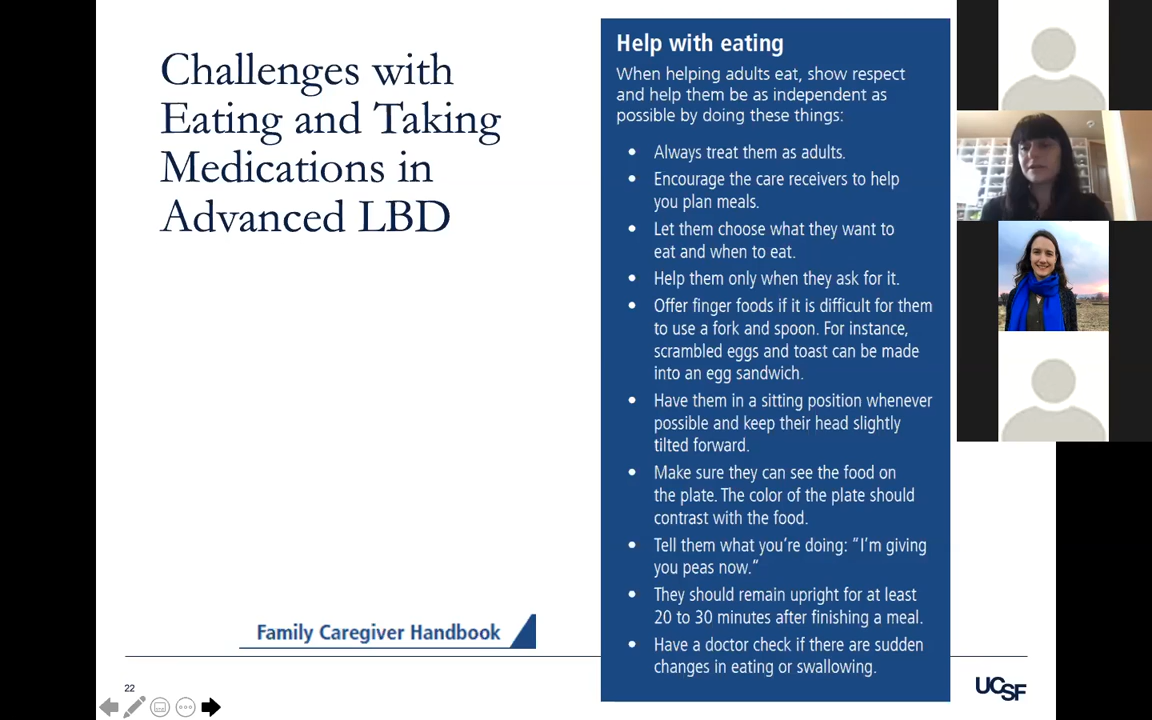 Challenges with
Eating and Taking
Medications in
Advanced LBD
Help with eating
When helping adults eat, show respect
and help them be as independent as
possible by doing these things:
• Always treat them as adults.
• Encourage the care receivers to help
you plan meals.
• Let them choose what they want to
eat and when to eat.
• Help them only when they ask for it.
• Offer finger foods if it is difficult for them
to use a fork and spoon. For instance,
scrambled eggs and toast can be made
into an egg sandwich.
• Have them in a sitting position whenever
possible and keep their head slightly
tilted forward.
• Make sure they can see the food on
the plate. The color of the plate should
contrast with the food.
• Tell them what you’re doing: “I’m giving
you peas now.“
• They should remain upright for at least
20 to 30 minutes after finishing a meal.
• Have a doctor check if there are sudden
changes in eating or swallowing.
Family Caregiver Handbook
22
UCSF